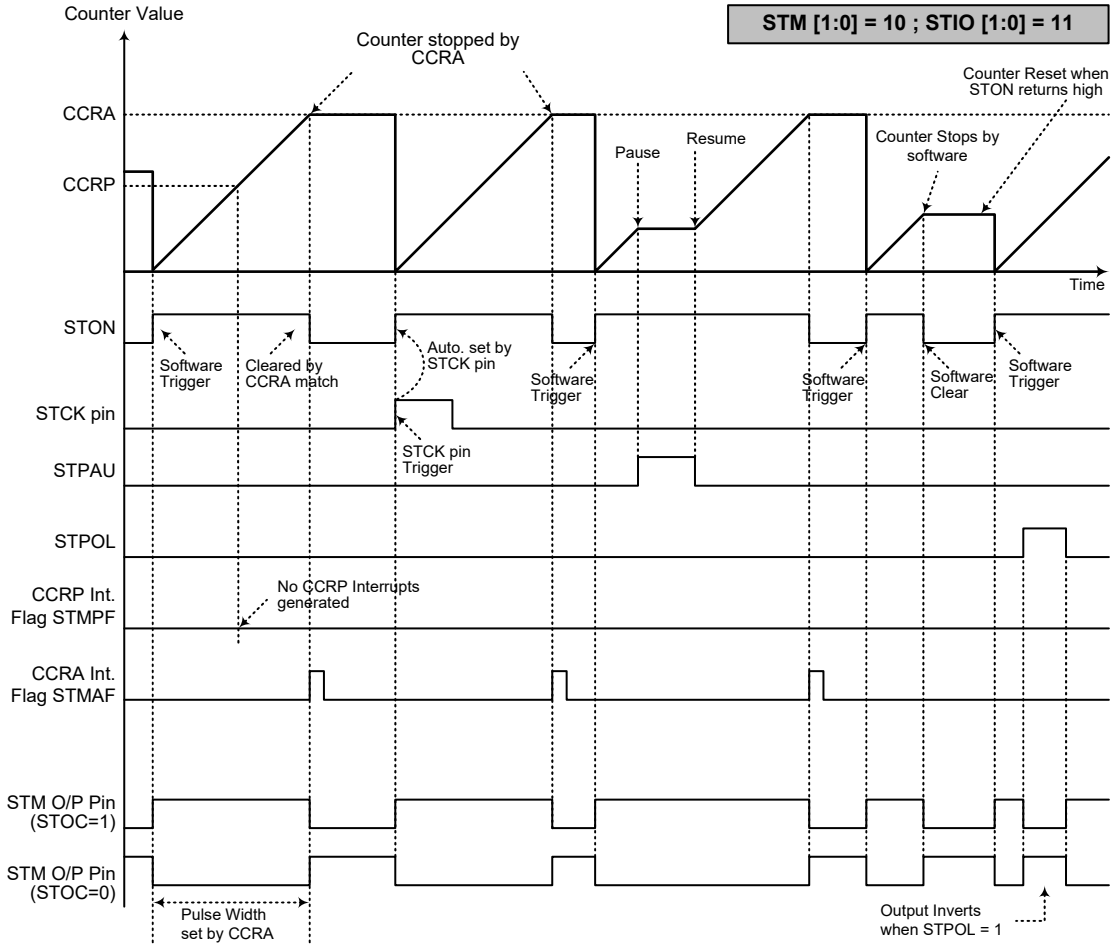 Counter Value
STM [1:0] = 10 ; STIO [1:0] = 11
Counter stopped by
CCRA
Counter Reset when
STON returns high
CCRA
Pause
Resume
Counter Stops by
software
CCRP
Time
STON
Software
Trigger
Cleared by
CCRA match
Auto. set by
STCK pin
Software
Trigger
Software
Trigger
Software
Clear
Software
Trigger
STCK pin
STCK pin
Trigger
STPAU
STPOL
CCRP Int.
Flag STMPF
No CCRP Interrupts
generated
CCRA Int.
Flag STMAF
STM O/P Pin
(STOC=1)
STM O/P Pin
(STOC=0)
Pulse Width
set by CCRA
Output Inverts
when STPOL = 1